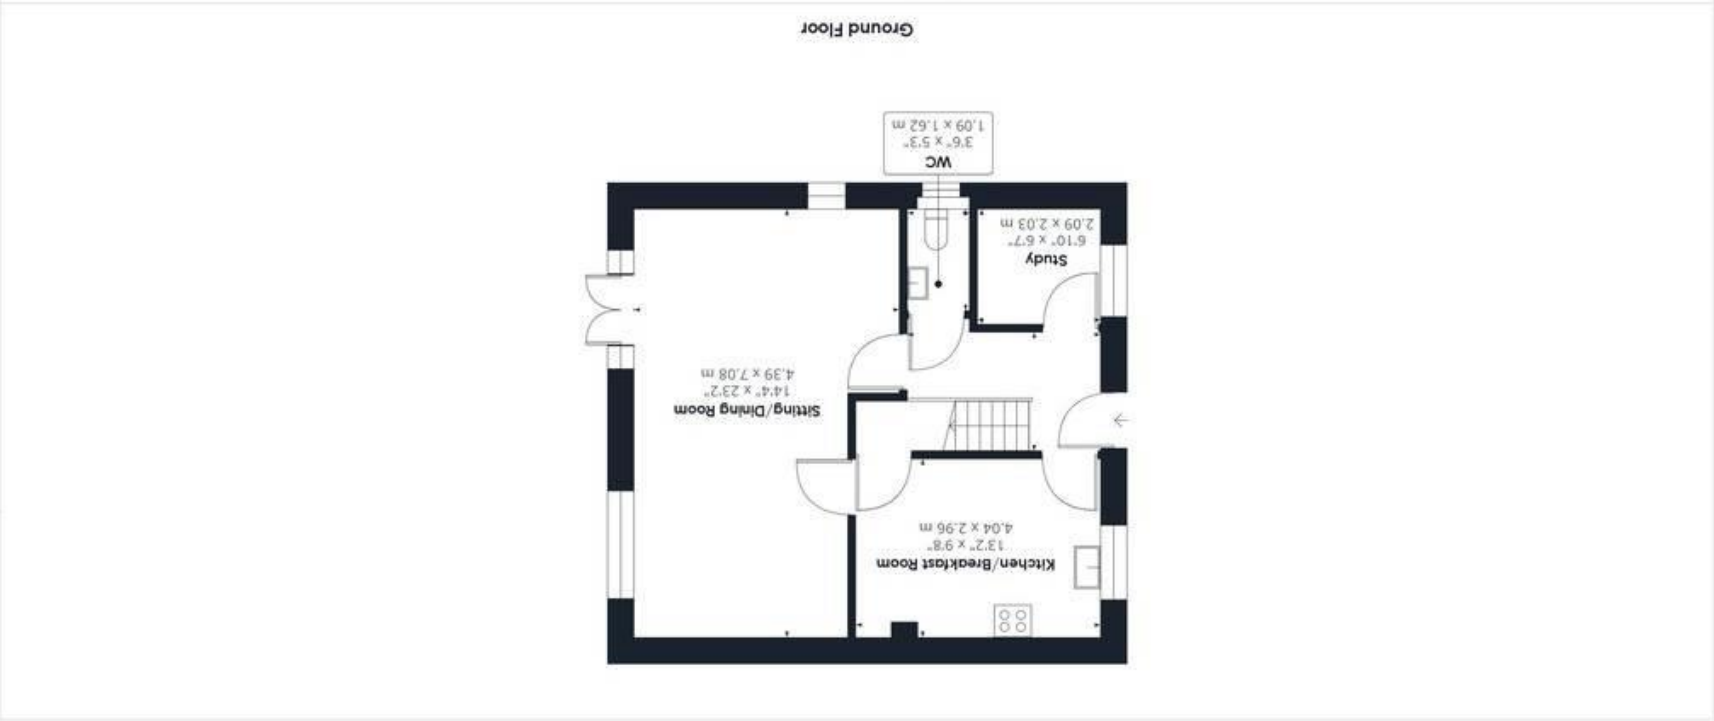 Kitchen/Breakfast Room
13'2" x 9'8"
4.04 x 2.96 m
Sitting/Dining Room
14'4" x 23'2"
4.39 x 7.08 m
Study
6'10" x 6'7"
2.09 x 2.03 m
WC
3'6" x 5'3"
1.09 x 1.62 m
Ground Floor